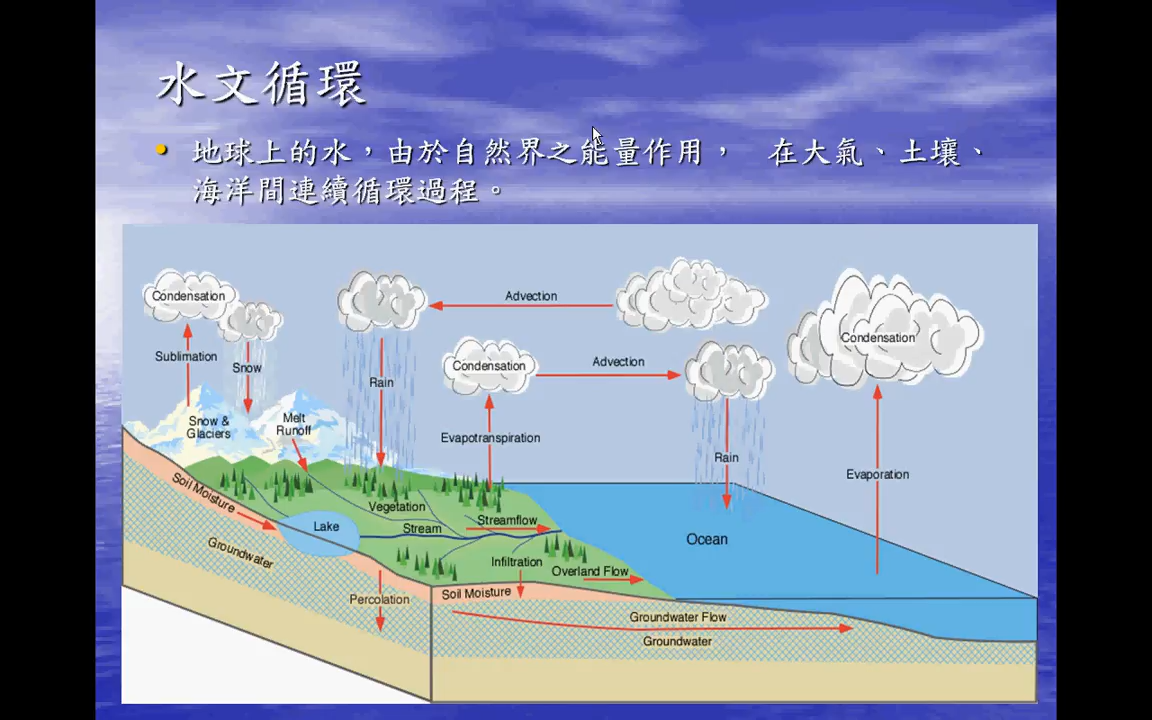 水文循環
地球上的水，由於自然界之能量作用， 在大氣、土壤、
海洋間連續循環過程。
Condensation
Advection
Condensation
Sublimation
Snow
Rain
Condensation
Advection
Snow &
Glaciers
Melt
Runoff
Evapotranspiration
Rain
Evaporation
Soil Moisture
Vegetation
Lake
Stream
Streamflow
Ocean
Groundwater
Infiltration
Overland Flow
Percolation
Soil Moisture
Groundwater Flow
Groundwater